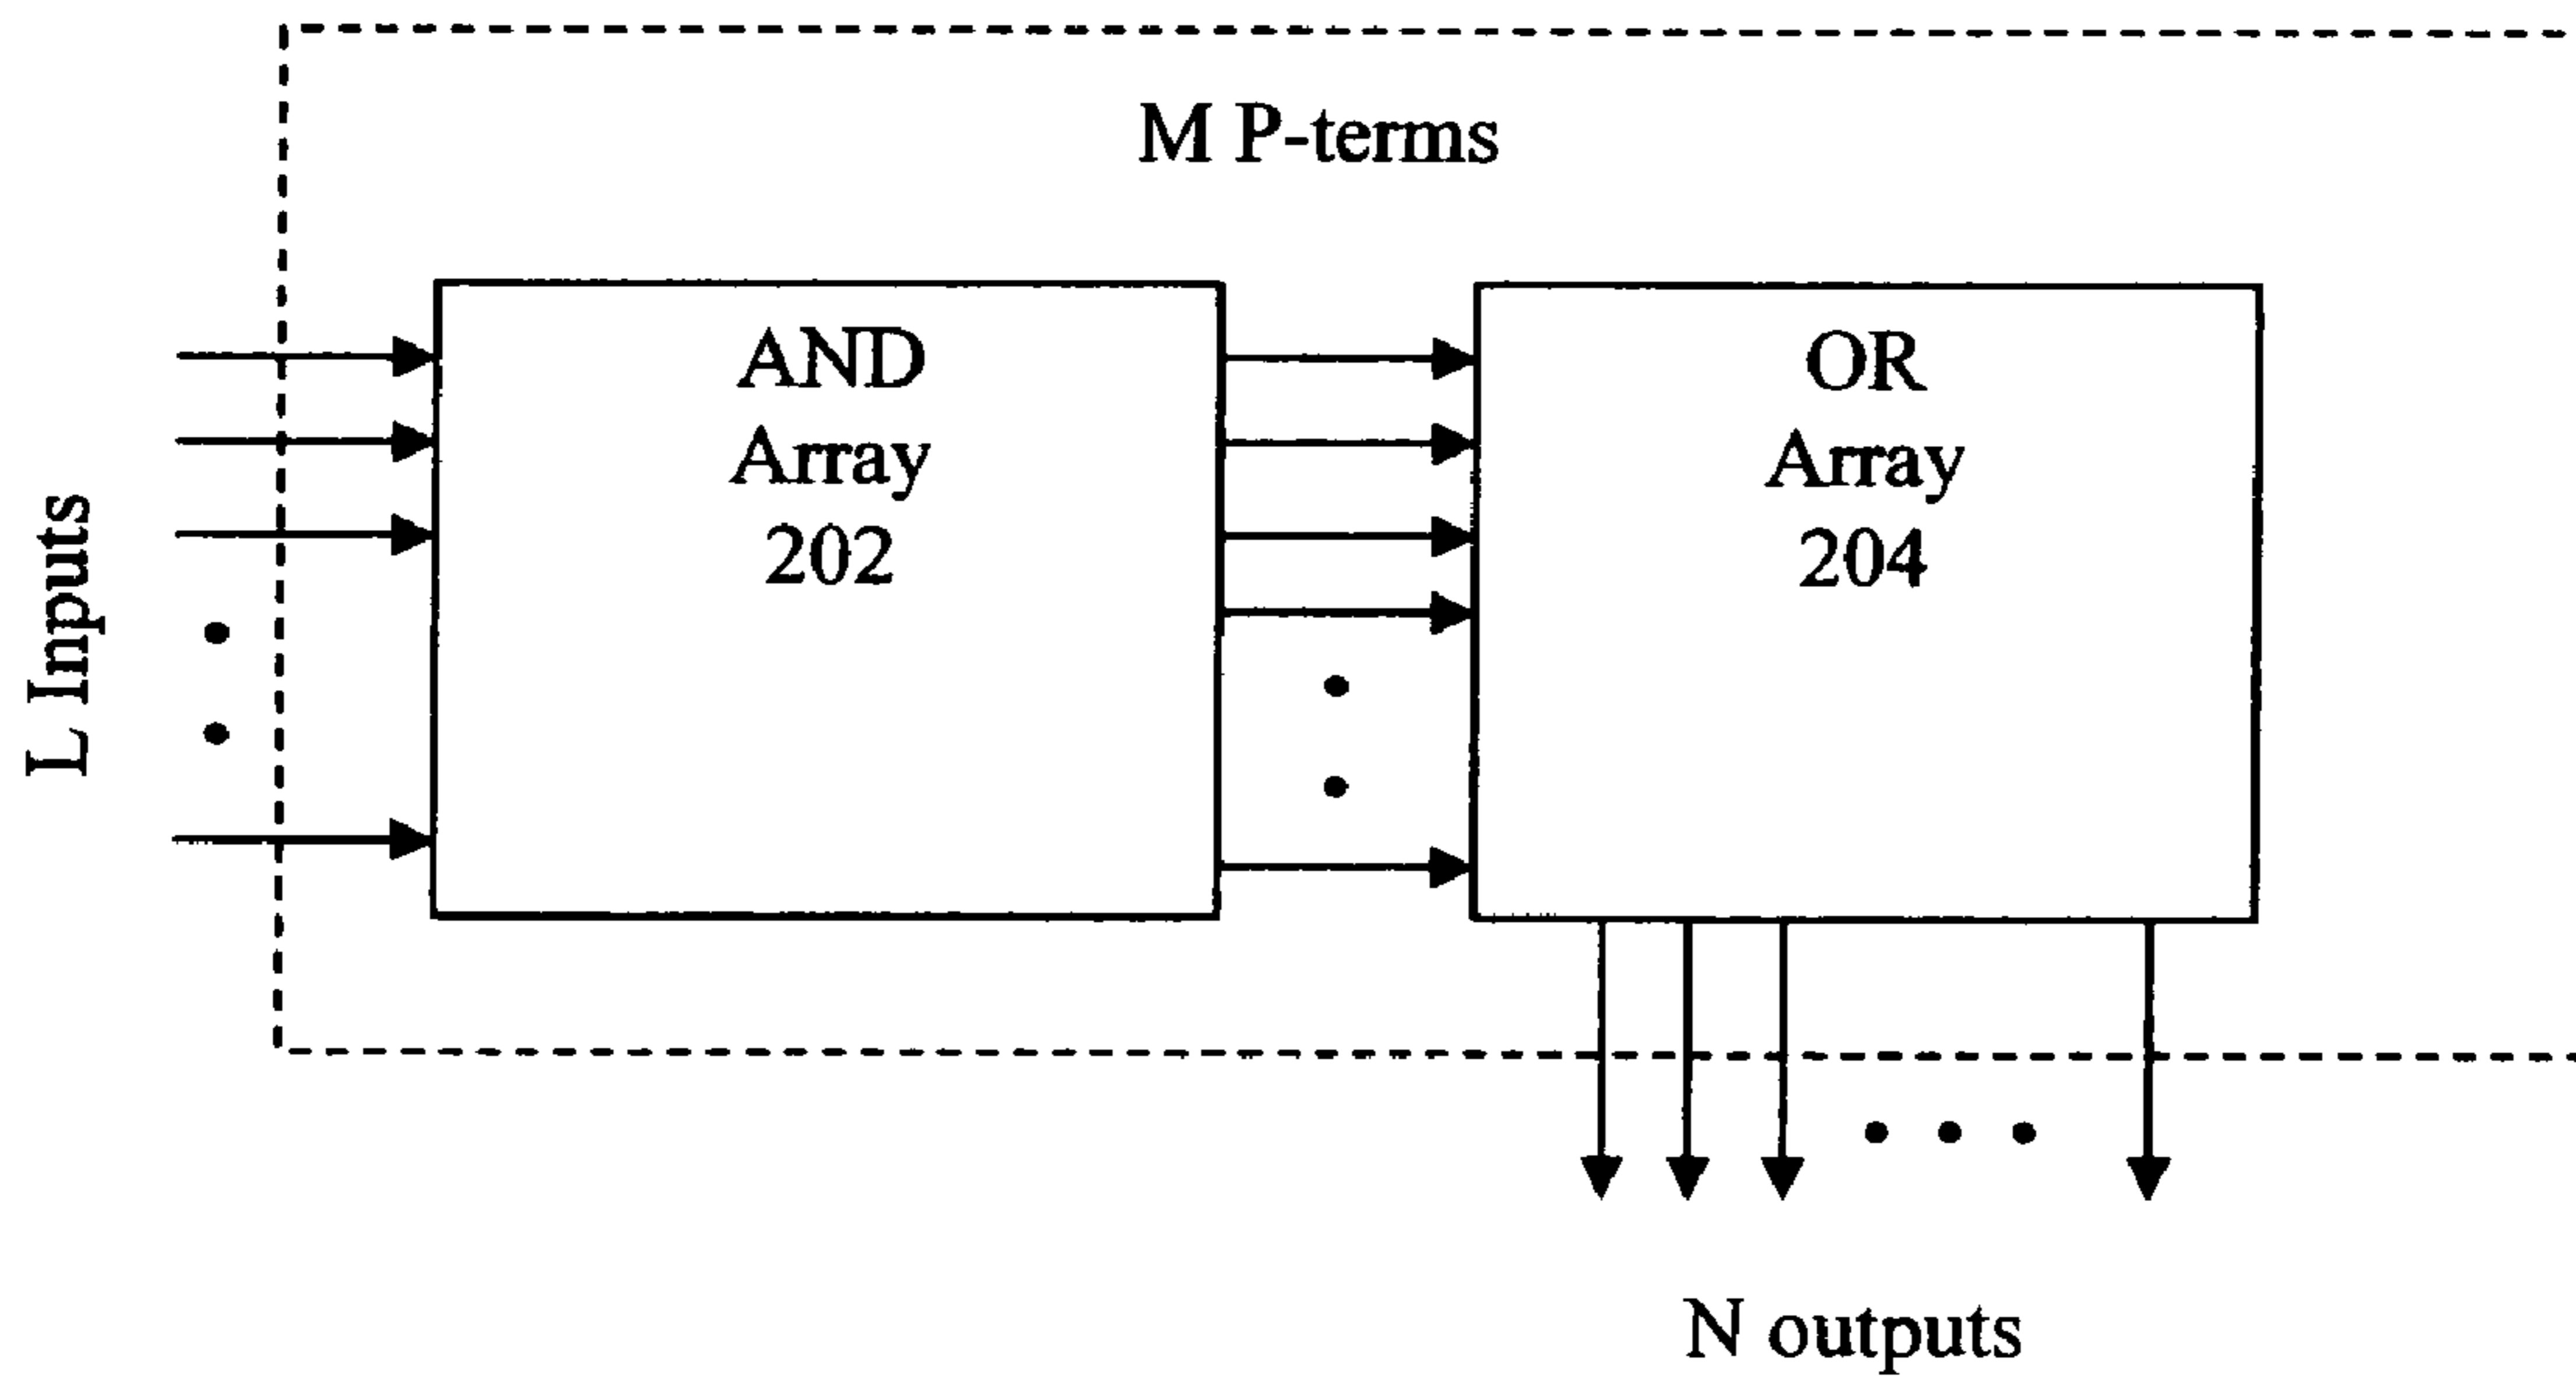 M P-terms
L Inputs
AND
Array
202
OR
Array
204
N outputs